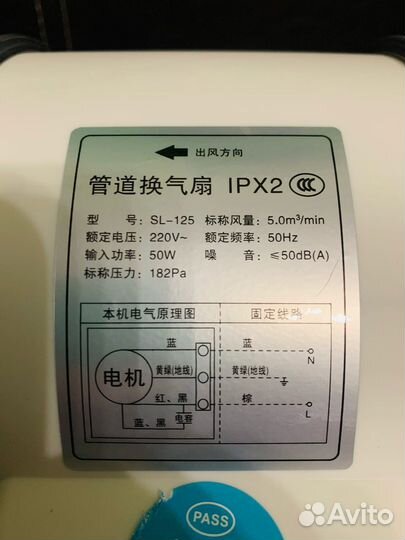 出风方向
管道换气扇 IPX2 CCC
型 号: SL-125 标称风量: 5.0m³/min
额定电压: 220V~ 额定频率: 50Hz
输入功率: 50W 噪 音: ≤50dB(A)
标称压力: 182Pa
本机电气原理图 固定线路
蓝 蓝
N
电机 黄绿(地线) 黄绿(地线)
红、黑 棕
L
电容
蓝、黑
PASS
Avito